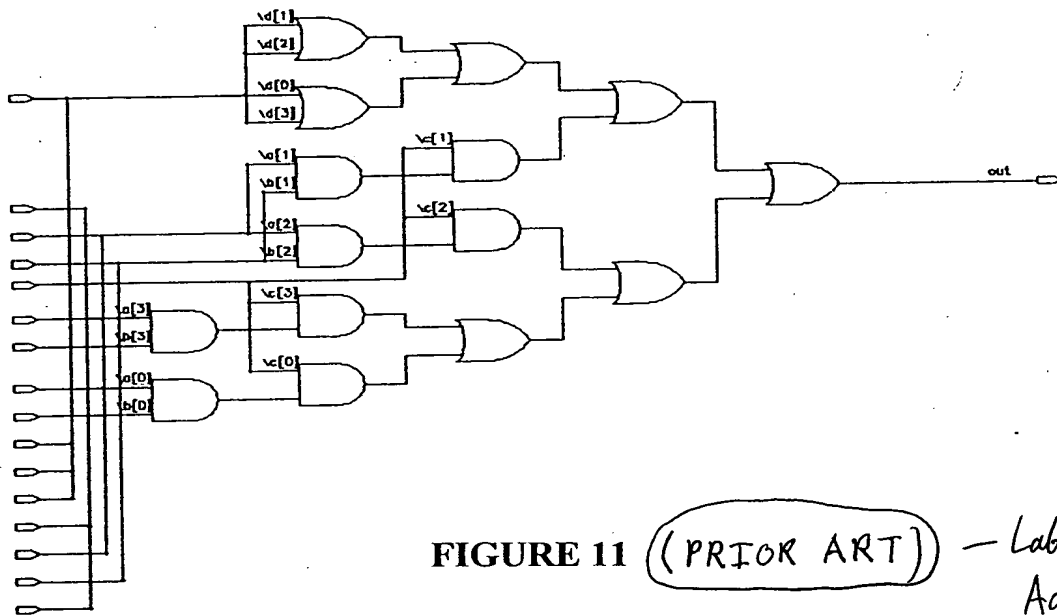 \d[1]
\d[2]
\d[0]
\d[3]
\c[1]
\a[1]
\b[1]
\c[2]
\a[2]
\b[2]
out
\c[3]
\a[3]
\b[3]
\c[0]
\a[0]
\b[0]
FIGURE 11 (PRIOR ART) — Lab